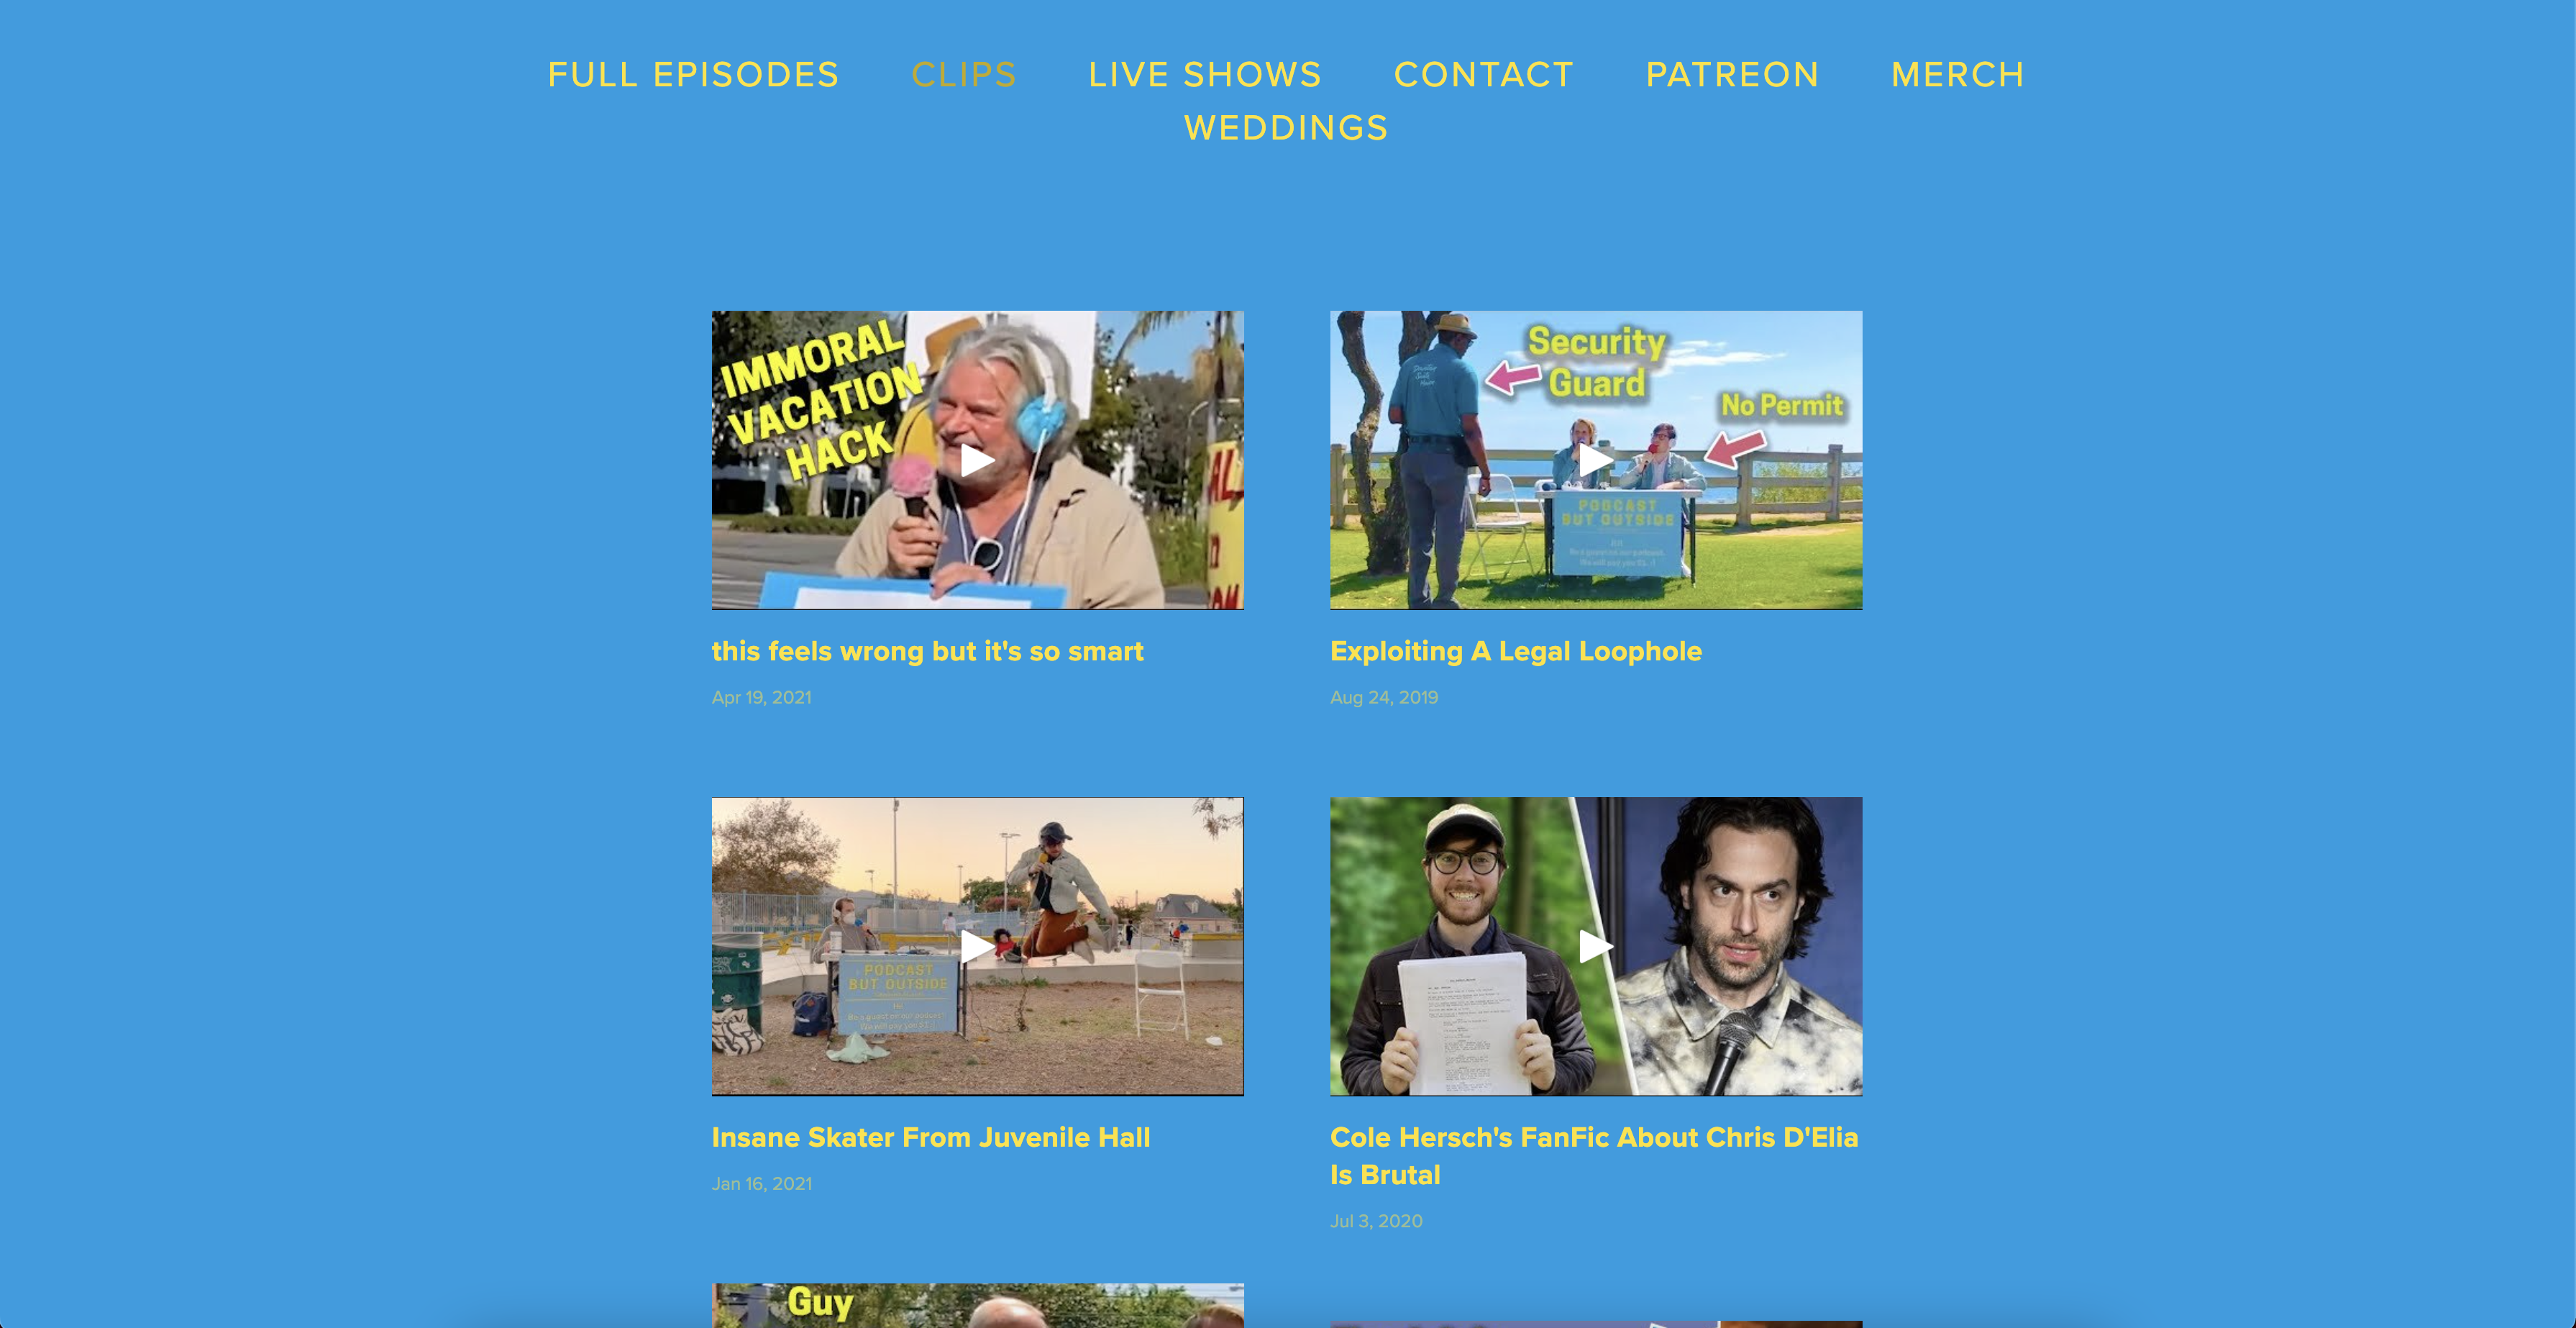 FULL EPISODES CLIPS LIVE SHOWS CONTACT PATREON MERCH
WEDDINGS
IMMORAL
VACATION
HACK
Security
Guard
No Permit
PODCAST
BUT OUTSIDE
this feels wrong but it's so smart
Apr 19, 2021
Exploiting A Legal Loophole
Aug 24, 2019
PODCAST
BUT OUTSIDE
Insane Skater From Juvenile Hall
Jan 16, 2021
Cole Hersch's FanFic About Chris D'Elia
Is Brutal
Jul 3, 2020
Guy